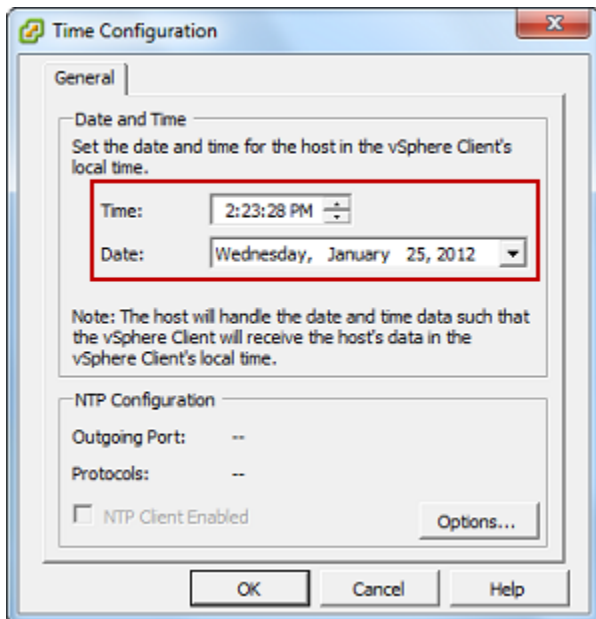 Time Configuration
General
Date and Time
Set the date and time for the host in the vSphere Client's
local time.
Time: 2:23:28 PM
Date: Wednesday, January 25, 2012
Note: The host will handle the date and time data such that
the vSphere Client will receive the host's data in the
vSphere Client's local time.
NTP Configuration
Outgoing Port: --
Protocols: --
NTP Client Enabled Options...
OK Cancel Help